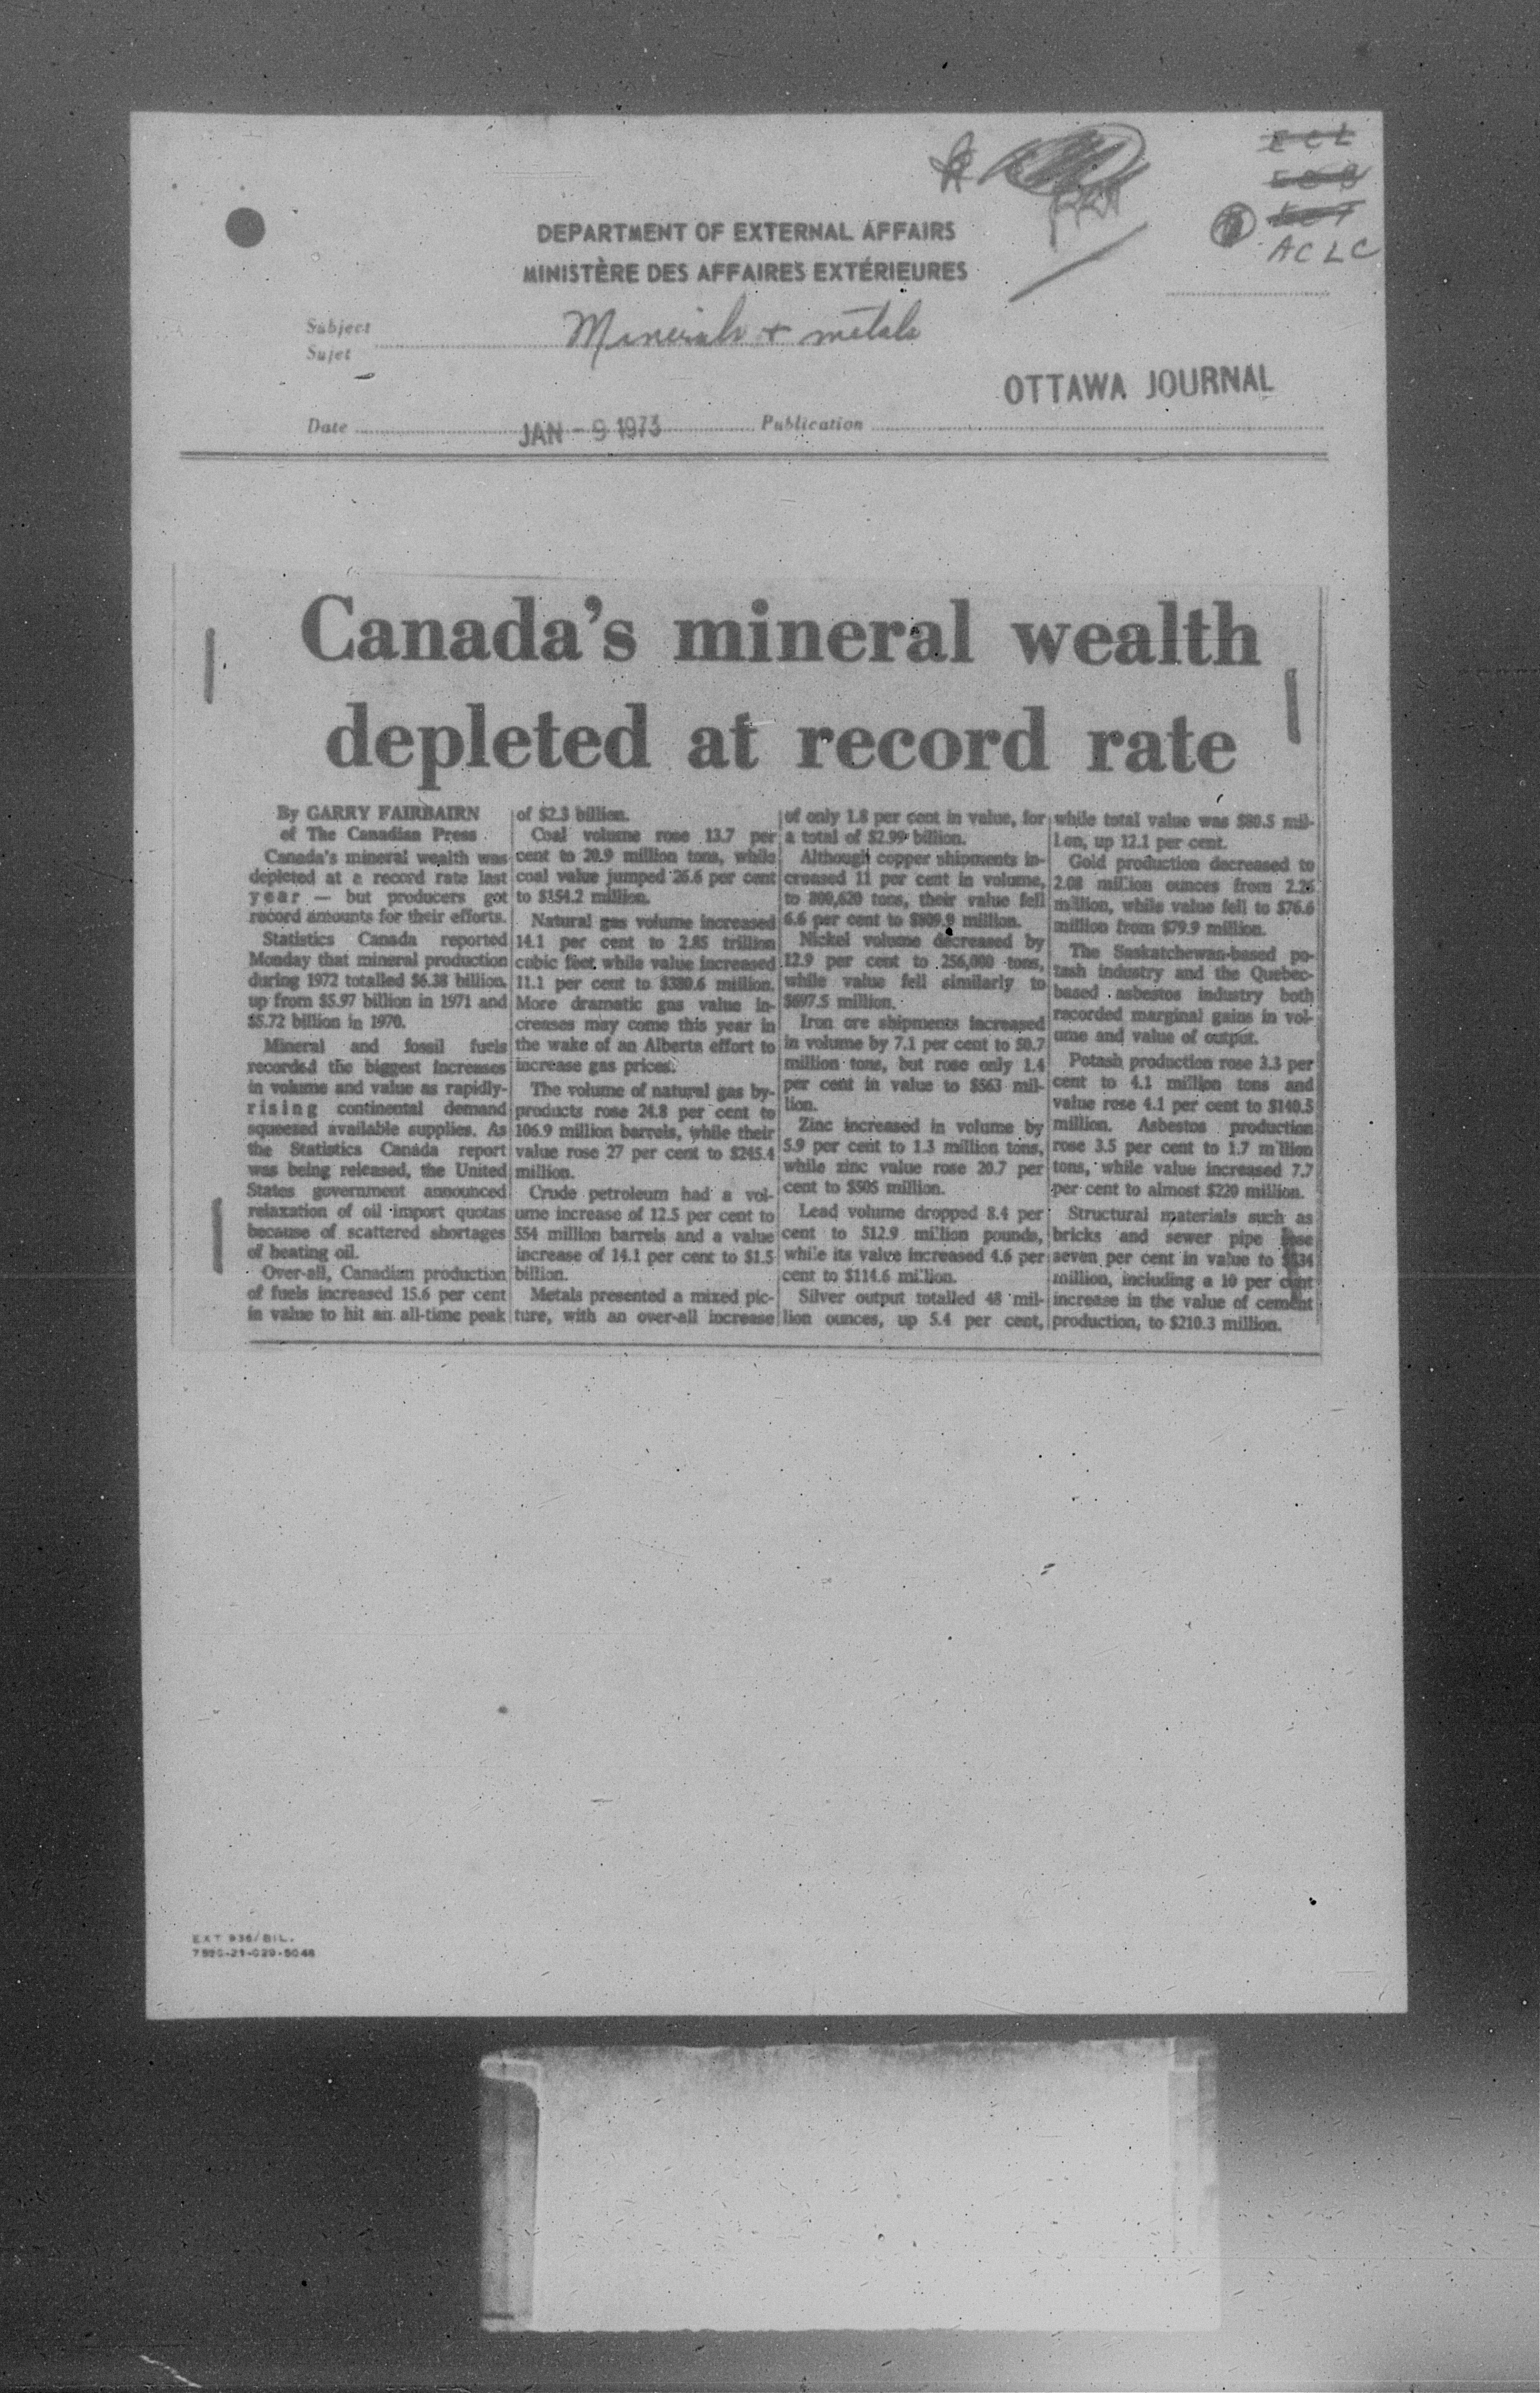 ACLC
DEPARTMENT OF EXTERNAL AFFAIRS
MINISTÈRE DES AFFAIRES EXTÉRIEURES
Subject
Sujet
Minerals + metals
OTTAWA JOURNAL
Date JAN - 9 1973 Publication
Canada's mineral wealth
depleted at record rate
By GARRY FAIRBAIRN
of The Canadian Press
Canada's mineral wealth was
depleted at a record rate last
year — but producers got
record amounts for their efforts.
Statistics Canada reported
Monday that mineral production
during 1972 totalled $6.38 billion,
up from $5.97 billion in 1971 and
$5.72 billion in 1970.
Mineral and fossil fuels
recorded the biggest increases
in volume and value as rapidly-
rising continental demand
squeezed available supplies. As
the Statistics Canada report
was being released, the United
States government announced
relaxation of oil import quotas
because of scattered shortages
of heating oil.
Over-all, Canadian production
of fuels increased 15.6 per cent
in value to hit an all-time peak
of $2.3 billion.
Coal volume rose 13.7 per
cent to 20.9 million tons, while
coal value jumped 26.6 per cent
to $154.2 million.
Natural gas volume increased
14.1 per cent to 2.85 trillion
cubic feet while value increased
11.1 per cent to $380.6 million.
More dramatic gas value in-
creases may come this year in
the wake of an Alberta effort to
increase gas prices.
The volume of natural gas by-
products rose 24.8 per cent to
106.9 million barrels, while their
value rose 27 per cent to $245.4
million.
Crude petroleum had a vol-
ume increase of 12.5 per cent to
554 million barrels and a value
increase of 14.1 per cent to $1.5
billion.
Metals presented a mixed pic-
ture, with an over-all increase
of only 1.8 per cent in value, for
a total of $2.99 billion.
Although copper shipments in-
creased 11 per cent in volume,
to 800,620 tons, their value fell
6.6 per cent to $809.9 million.
Nickel volume decreased by
12.9 per cent to 256,000 tons,
while value fell similarly to
$697.5 million.
Iron ore shipments increased
in volume by 7.1 per cent to 50.7
million tons, but rose only 1.4
per cent in value to $563 mil-
lion.
Zinc increased in volume by
5.9 per cent to 1.3 million tons,
while zinc value rose 20.7 per
cent to $505 million.
Lead volume dropped 8.4 per
cent to 512.9 million pounds,
while its value increased 4.6 per
cent to $114.6 million.
Silver output totalled 48 mil-
lion ounces, up 5.4 per cent,
while total value was $80.5 mil-
lion, up 12.1 per cent.
Gold production decreased to
2.08 million ounces from 2.26
million, while value fell to $76.6
million from $79.9 million.
The Saskatchewan-based po-
tash industry and the Quebec-
based asbestos industry both
recorded marginal gains in vol-
ume and value of output.
Potash production rose 3.3 per
cent to 4.1 million tons and
value rose 4.1 per cent to $140.5
million. Asbestos production
rose 3.5 per cent to 1.7 million
tons, while value increased 7.7
per cent to almost $220 million.
Structural materials such as
bricks and sewer pipe rose
seven per cent in value to
million, including a 10 per cent
increase in the value of cement
production, to $210.3 million.
EXT 936/BIL.
7530-21-029-5046